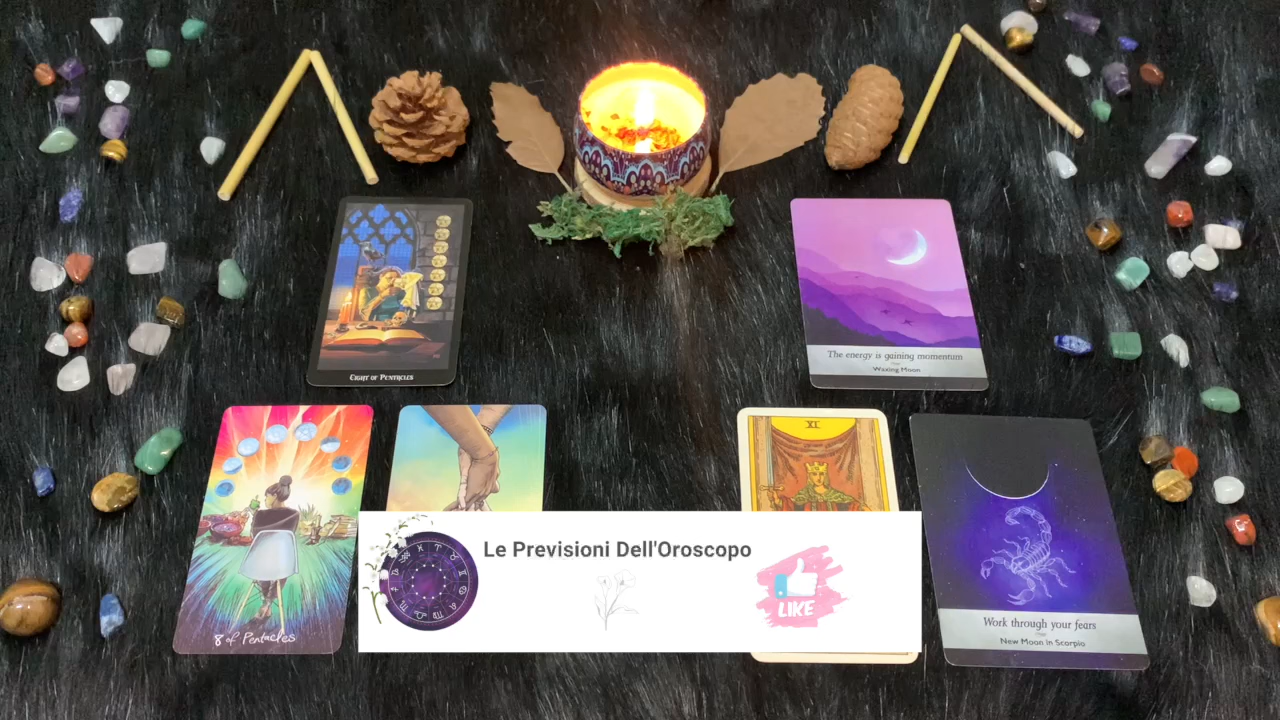 EIGHT OF PENTACLES
The energy is gaining momentum
Waxing Moon
8 of Pentacles
XI
Work through your fears
New Moon in Scorpio
Le Previsioni Dell'Oroscopo
LIKE